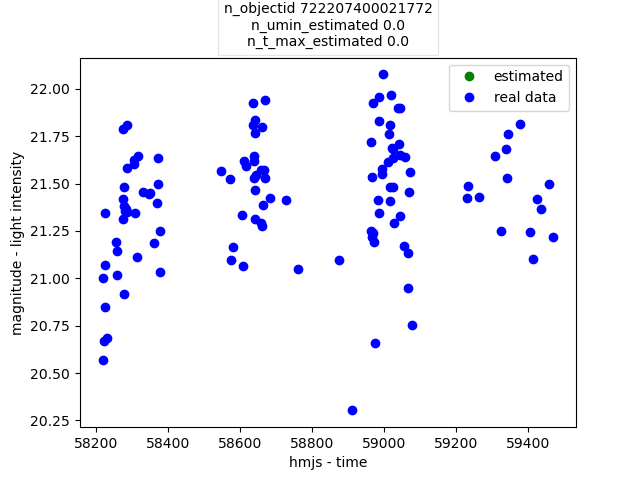 n_objectid 722207400021772
n_umin_estimated 0.0
n_t_max_estimated 0.0
estimated
real data
22.00
21.75
21.50
21.25
21.00
20.75
20.50
20.25
magnitude - light intensity
58200 58400 58600 58800 59000 59200 59400
hmjs - time